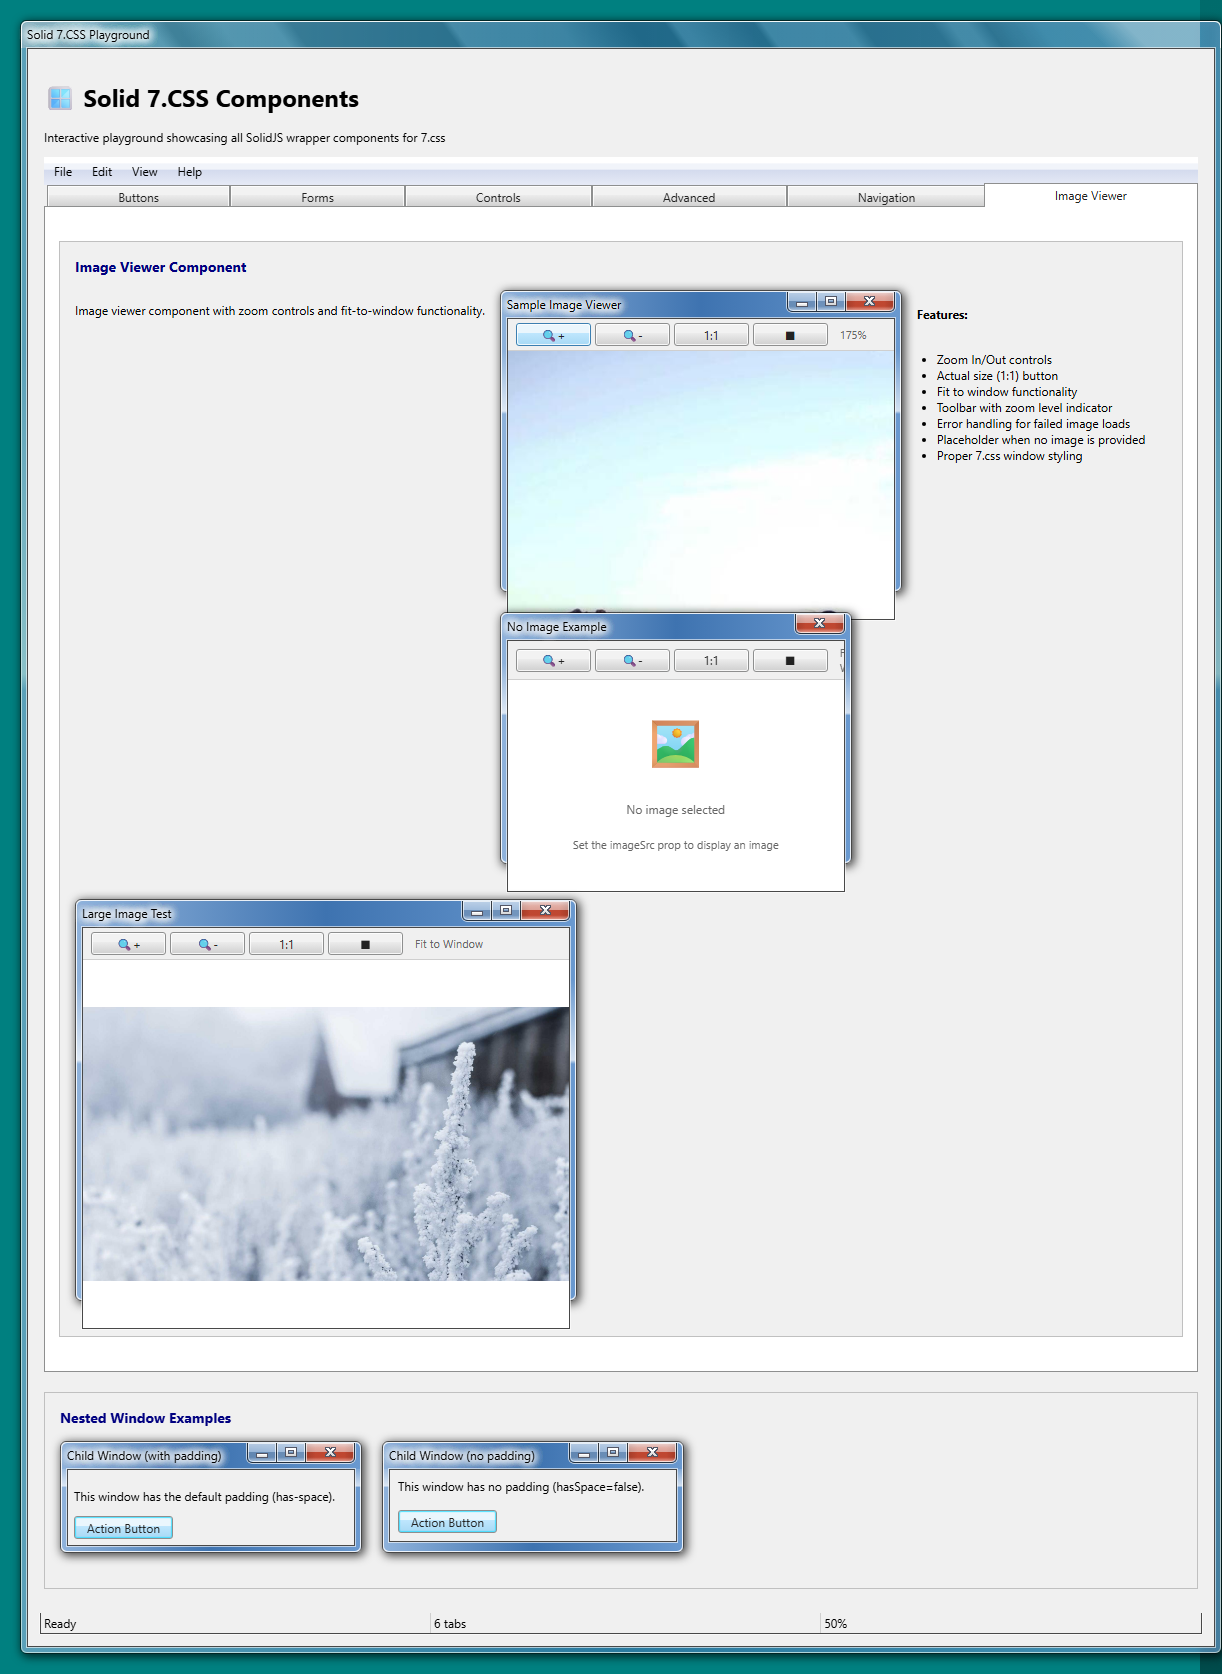 Solid 7.CSS Playground
Solid 7.CSS Components
Interactive playground showcasing all SolidJS wrapper components for 7.css
File Edit View Help
Buttons Forms Controls Advanced Navigation Image Viewer
Image Viewer Component
Image viewer component with zoom controls and fit-to-window functionality.
Sample Image Viewer
+ - 1:1 175%
Features:
Zoom In/Out controls
Actual size (1:1) button
Fit to window functionality
Toolbar with zoom level indicator
Error handling for failed image loads
Placeholder when no image is provided
Proper 7.css window styling
No Image Example
+ - 1:1
No image selected
Set the imageSrc prop to display an image
Large Image Test
+ - 1:1 Fit to Window
Nested Window Examples
Child Window (with padding)
This window has the default padding (has-space).
Action Button
Child Window (no padding)
This window has no padding (hasSpace=false).
Action Button
Ready 6 tabs 50%